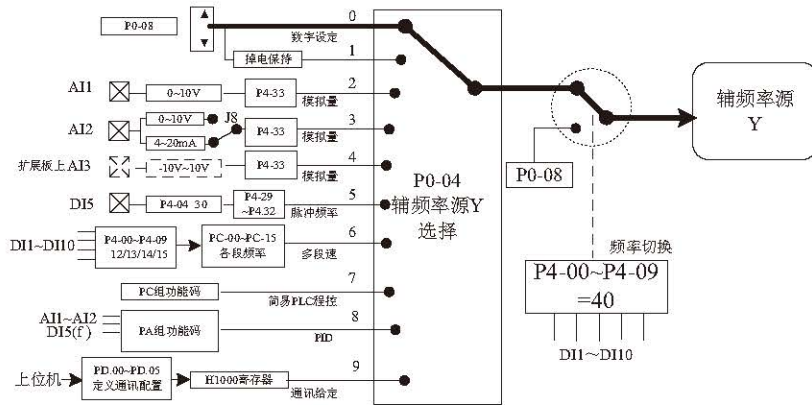 P0-08
0
数字设定
掉电保持
1
AI1
0~10V
P4-33
2
模拟量
AI2
0~10V
4~20mA
J8
P4-33
3
模拟量
扩展板上AI3
-10V~10V
P4-33
4
模拟量
DI5
P4-04 30
P4-29
~P4.32
5
脉冲频率
DI1~DI10
P4-00~P4-09
12/13/14/15
PC-00~PC-15
各段频率
6
多段速
PC组功能码
7
简易PLC程控
AI1~AI2
DI5(f)
PA组功能码
8
PID
上位机
PD.00~PD.05
定义通讯配置
H1000寄存器
9
通讯给定
P0-04
辅频率源Y
选择
P0-08
辅频率源
Y
频率切换
P4-00~P4-09
=40
DI1~DI10